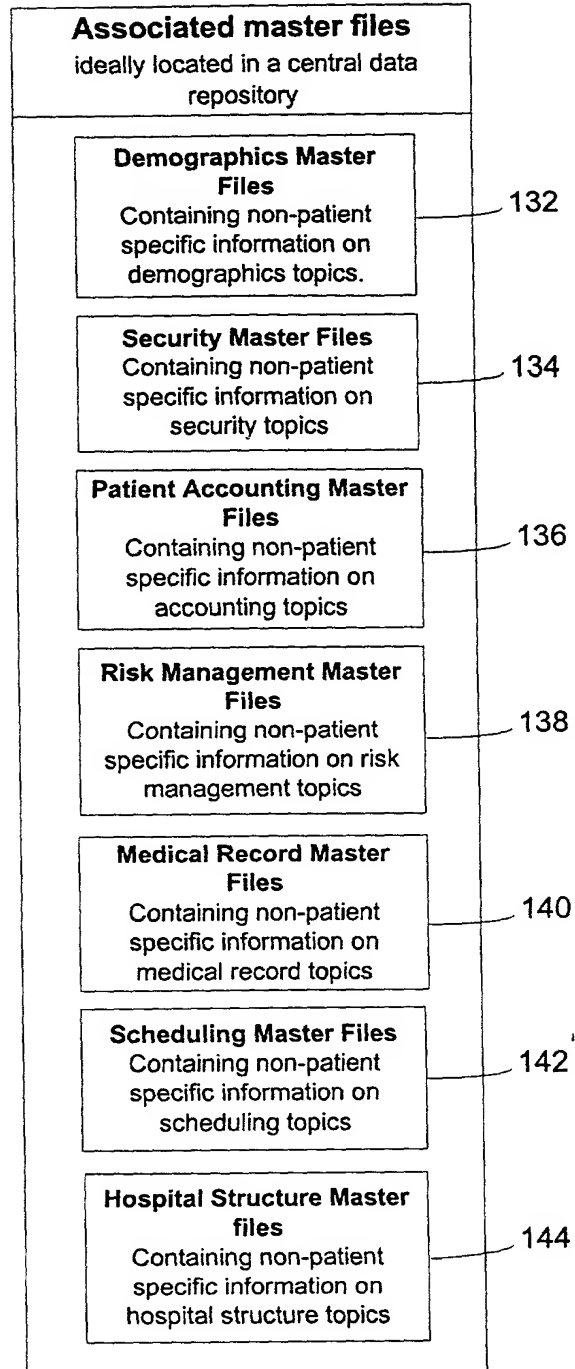 Associated master files
ideally located in a central data
repository
Demographics Master
Files
Containing non-patient
specific information on
demographics topics.
132
Security Master Files
Containing non-patient
specific information on
security topics
134
Patient Accounting Master
Files
Containing non-patient
specific information on
accounting topics
136
Risk Management Master
Files
Containing non-patient
specific information on risk
management topics
138
Medical Record Master
Files
Containing non-patient
specific information on
medical record topics
140
Scheduling Master Files
Containing non-patient
specific information on
scheduling topics
142
Hospital Structure Master
files
Containing non-patient
specific information on
hospital structure topics
144